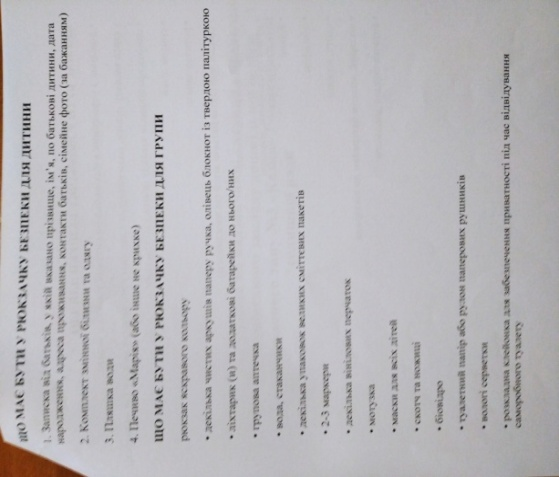 ЩО МАЄ БУТИ У РЮКЗАЧКУ БЕЗПЕКИ ДЛЯ ДИТИНИ
1. Записка від батьків, у якій вказано прізвище, ім'я, по батькові дитини, дата
народження, адреса проживання, контакти батьків, сімейне фото (за бажанням)
2. Комплект змінної білизни та одягу
3. Пляшка води
4. Печиво «Марія» (або інше не крихке)
ЩО МАЄ БУТИ У РЮКЗАЧКУ БЕЗПЕКИ ДЛЯ ГРУПИ
рюкзак яскравого кольору
• декілька чистих аркушів паперу ручка, олівець блокнот із твердою палітуркою
• ліхтарик (и) та додаткові батарейки до нього/них
• групова аптечка
• вода, стаканчики
• декілька упаковок великих сміттєвих пакетів
• 2-3 маркери
• декілька вінілових перчаток
• мотузка
• маски для всіх дітей
• скотч та ножиці
• біовідро
• туалетний папір або рулон паперових рушників
• вологі серветки
• розкладна клейонка для забезпечення приватності під час відвідування
саморобного туалету